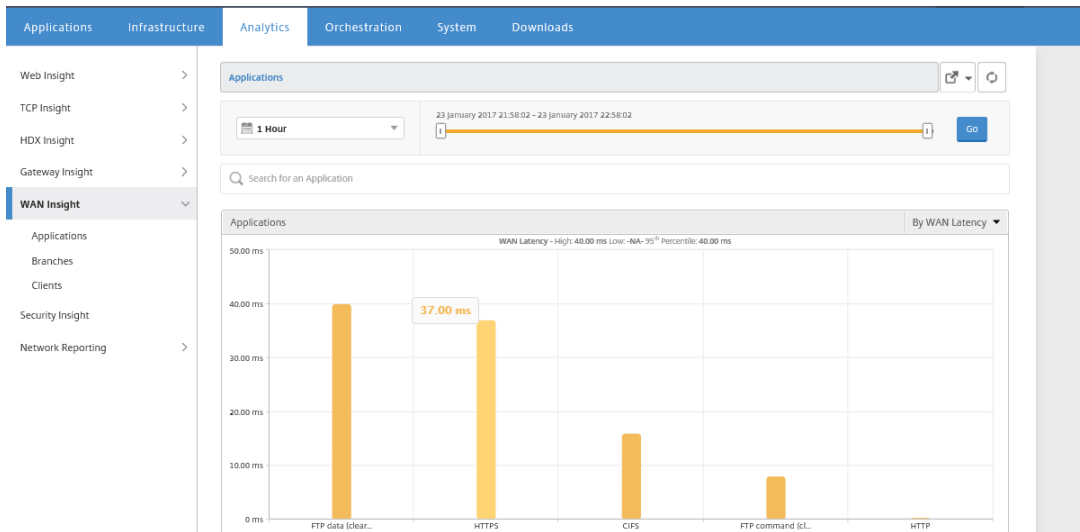 Applications Infrastructure Analytics Orchestration System Downloads
Web Insight
TCP Insight
HDX Insight
Gateway Insight
WAN Insight
Applications
Branches
Clients
Security Insight
Network Reporting
Applications
1 Hour
23 January 2017 21:58:02 - 23 January 2017 22:58:02
Go
Search for an Application
Applications By WAN Latency
WAN Latency - High: 40.00 ms Low: -NA- 95th Percentile: 40.00 ms
50.00 ms
40.00 ms
37.00 ms
30.00 ms
20.00 ms
10.00 ms
0 ms
FTP data (clear... HTTPS CIFS FTP command (cl... HTTP